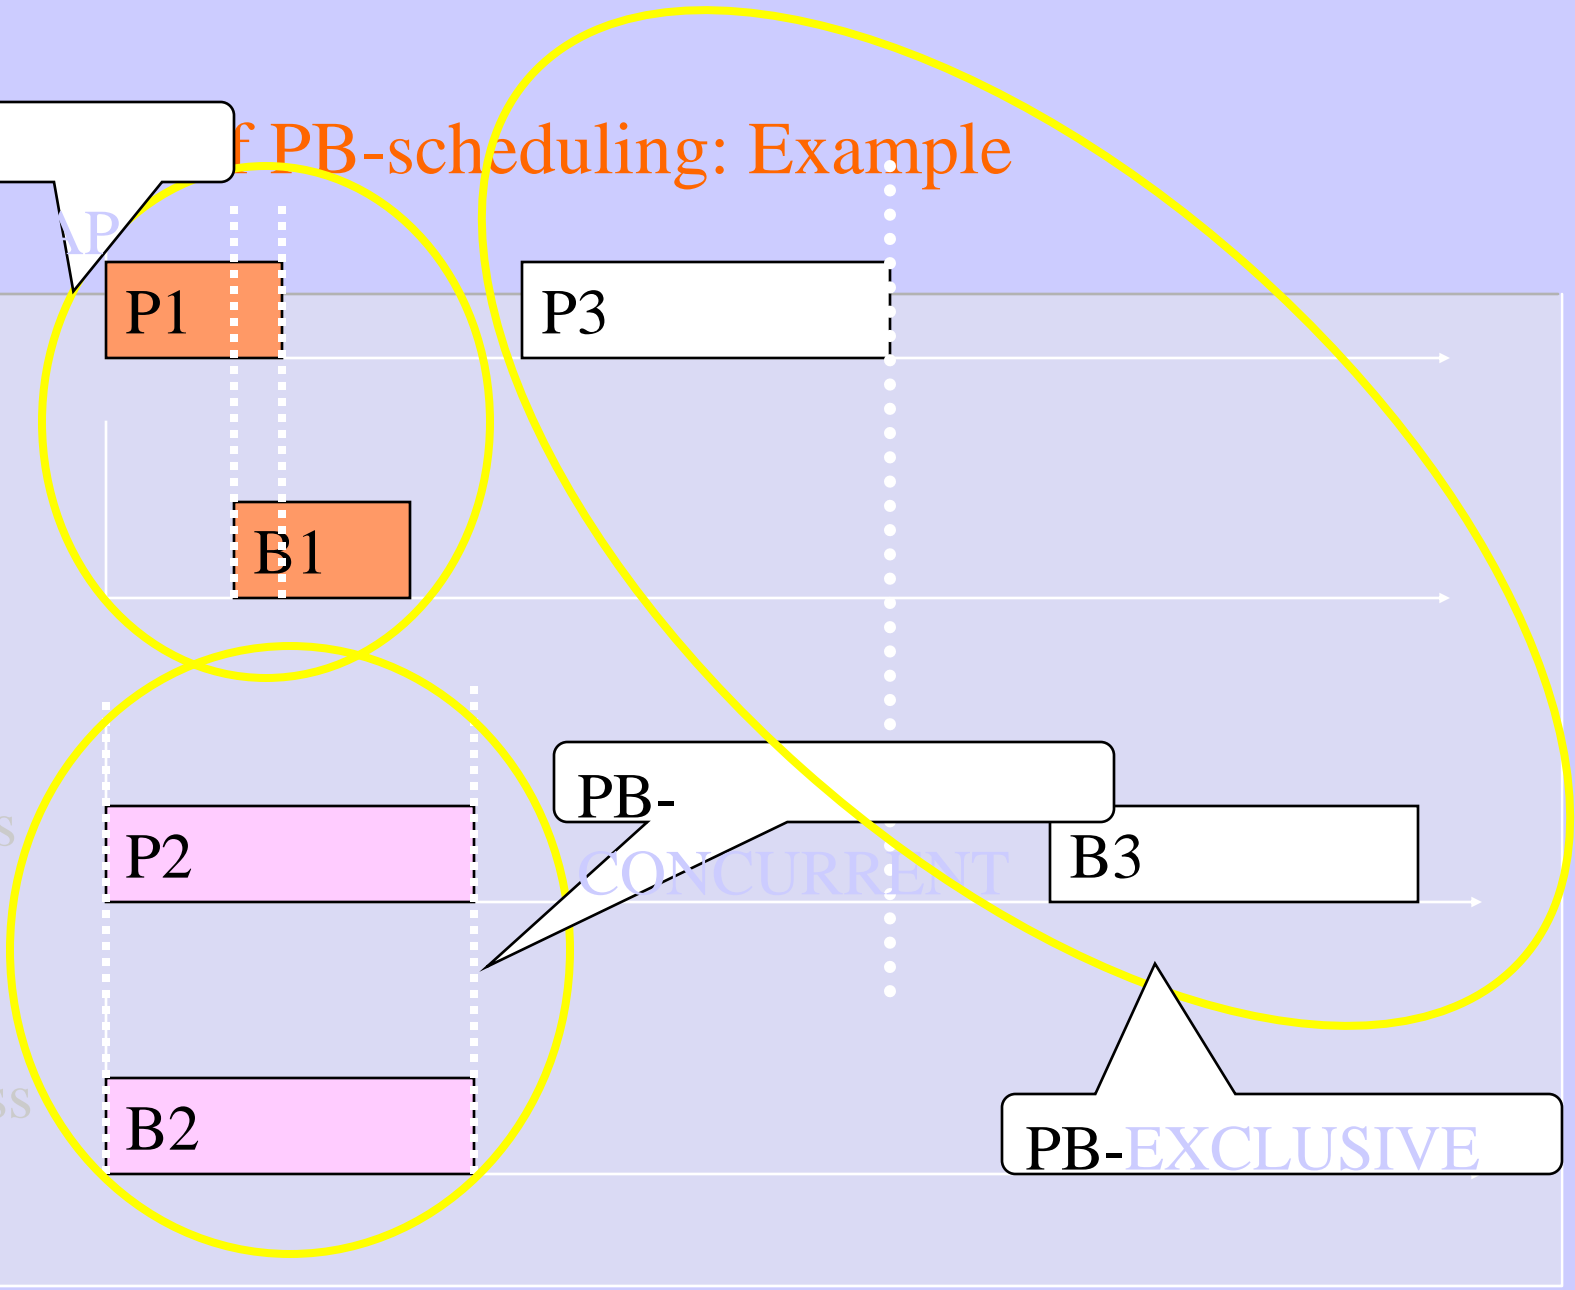 f PB-scheduling: Example
AP
P1
P3
B1
PB-
CONCURRENT
P2
B3
B2
PB-EXCLUSIVE